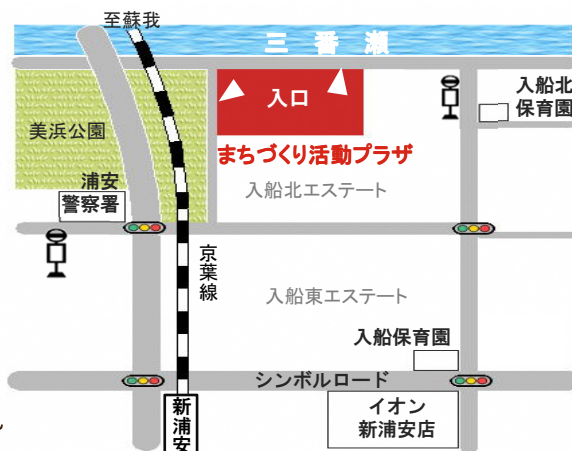 至蘇我
三番瀬
入口
入船北
保育園
美浜公園
まちづくり活動プラザ
入船北エステート
浦安
警察署
京葉線
入船東エステート
入船保育園
シンボルロード
新浦安
イオン
新浦安店